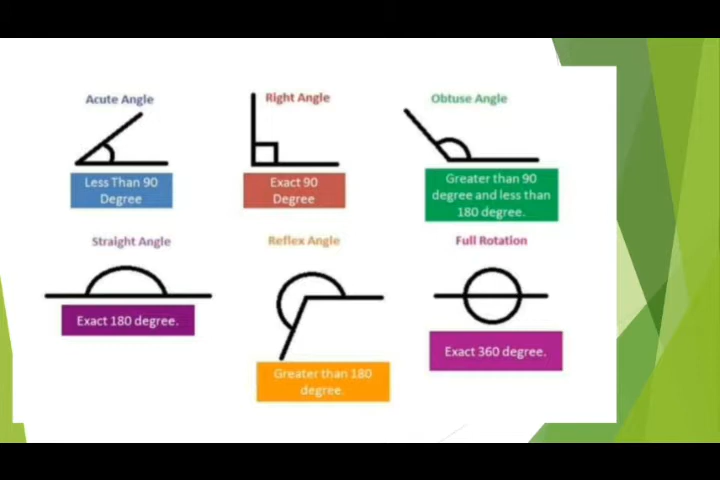 Acute Angle
Right Angle
Obtuse Angle
Less Than 90
Degree
Exact 90
Degree
Greater than 90
degree and less than
180 degree.
Straight Angle
Reflex Angle
Full Rotation
Exact 180 degree.
Greater than 180
degree.
Exact 360 degree.